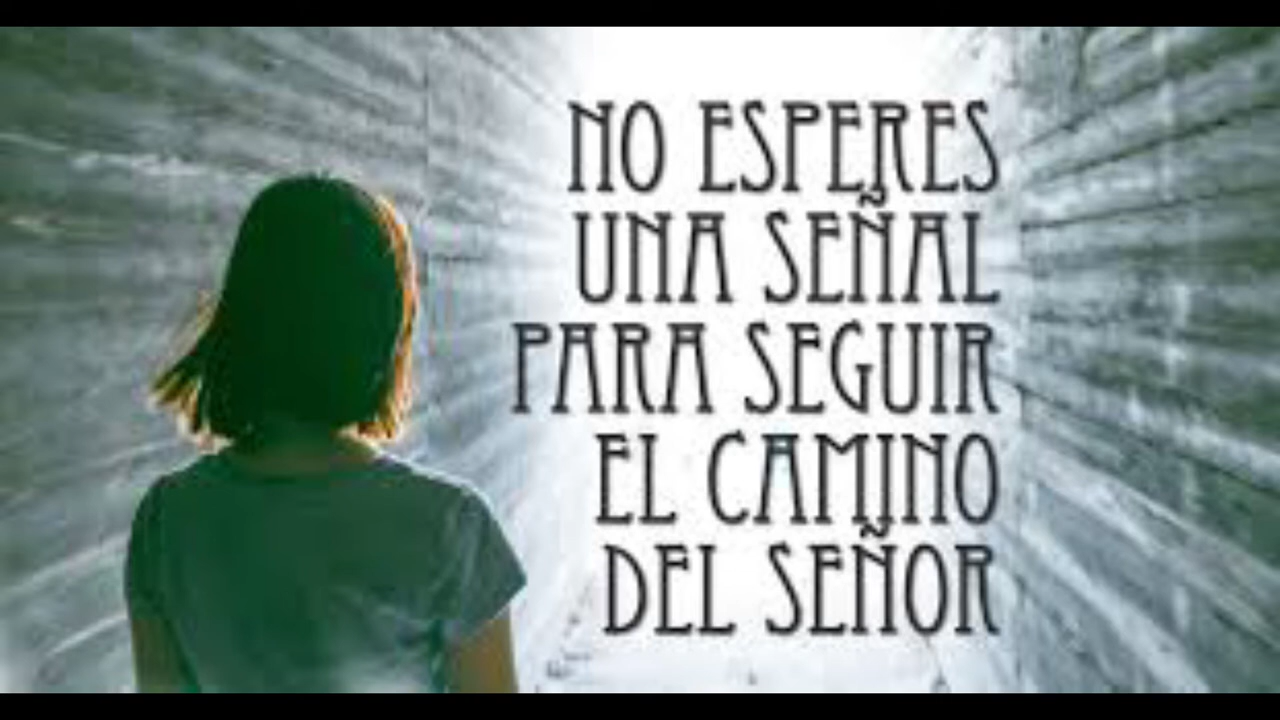 NO ESPERES
UNA SEÑAL
PARA SEGUIR
EL CAMINO
DEL SEÑOR